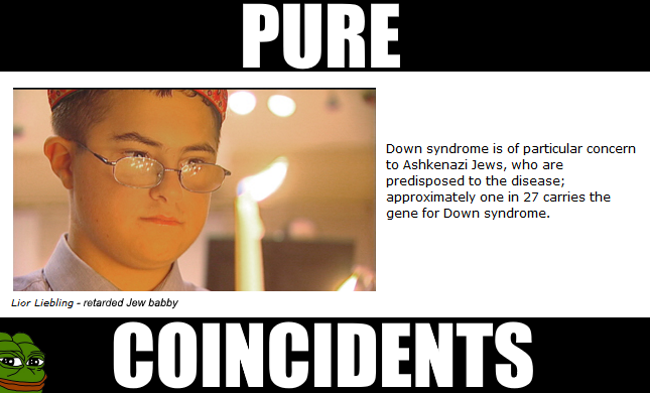 PURE
Down syndrome is of particular concern
to Ashkenazi Jews, who are
predisposed to the disease;
approximately one in 27 carries the
gene for Down syndrome.
Lior Liebling - retarded Jew babby
COINCIDENTS